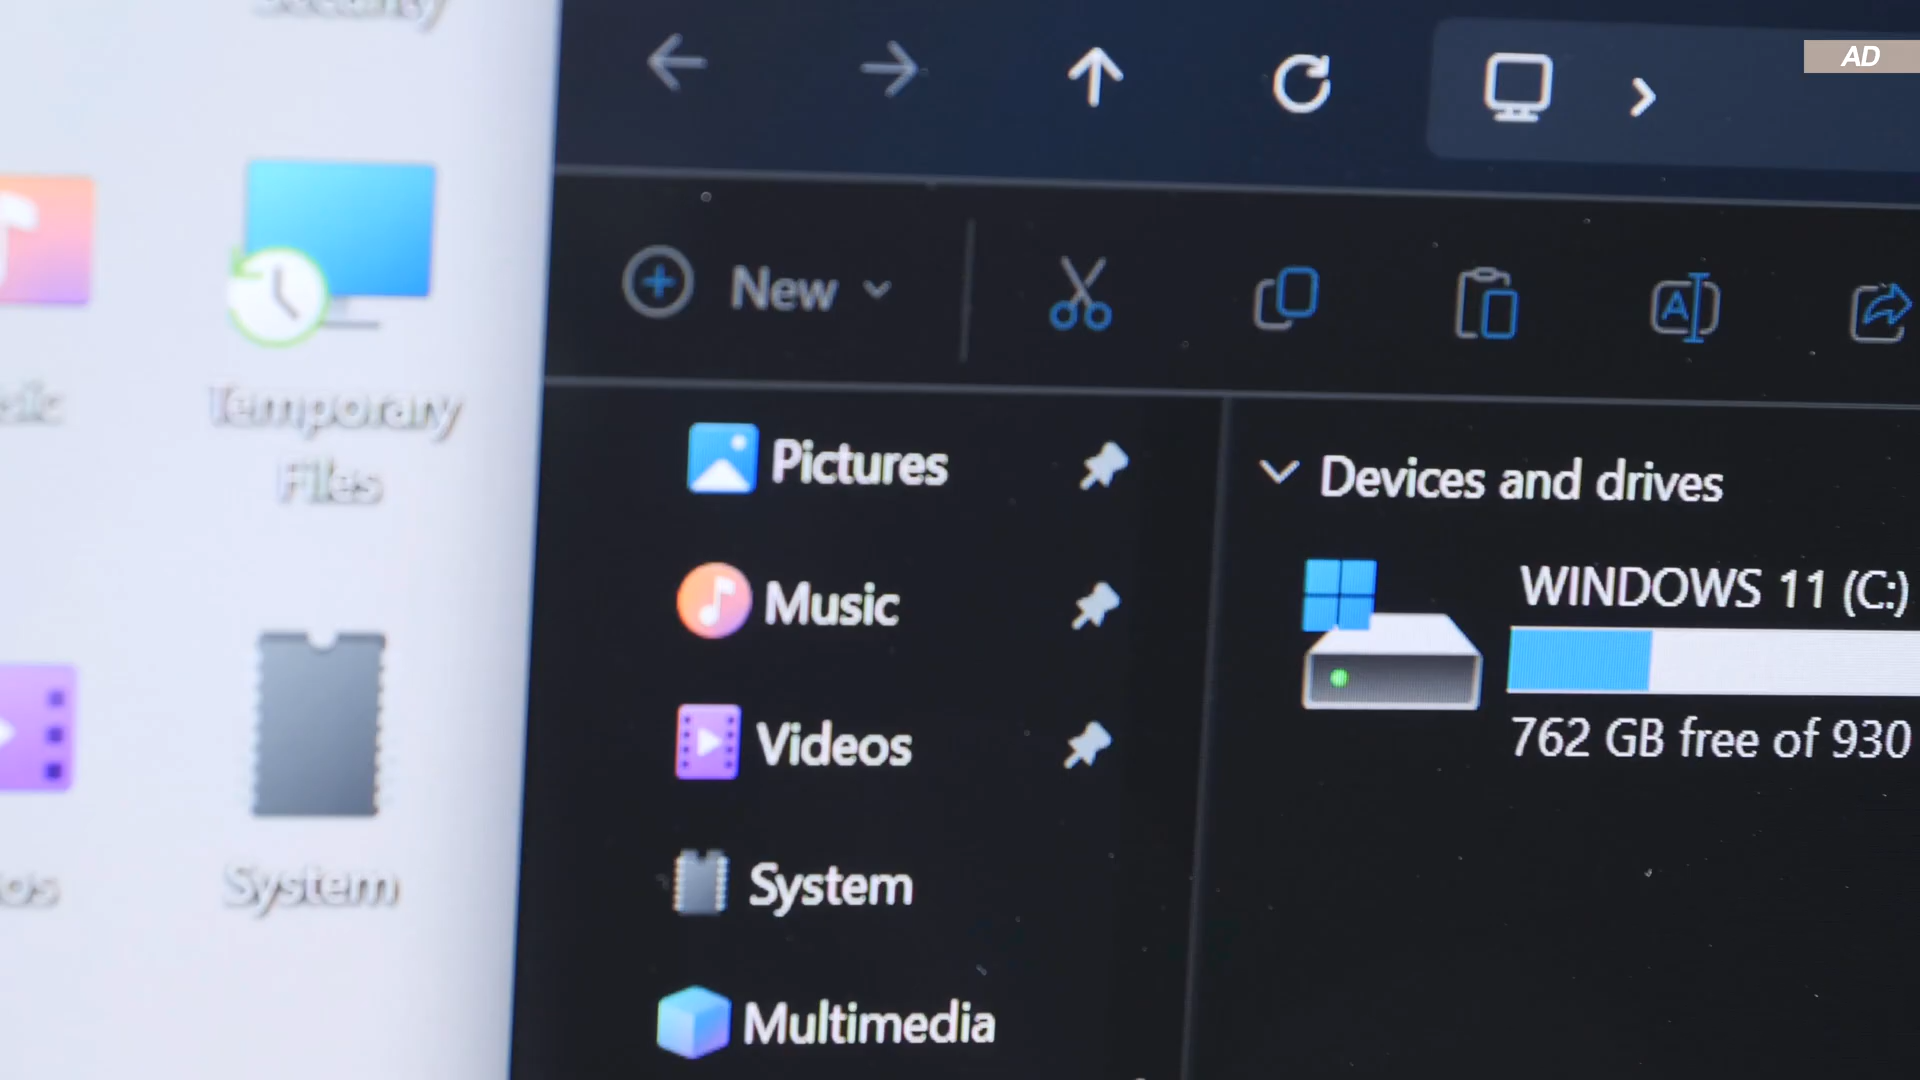 Security
AD
New
Temporary
Files
Pictures
Devices and drives
WINDOWS 11 (C:)
Music
762 GB free of 930
Videos
System
System
Multimedia